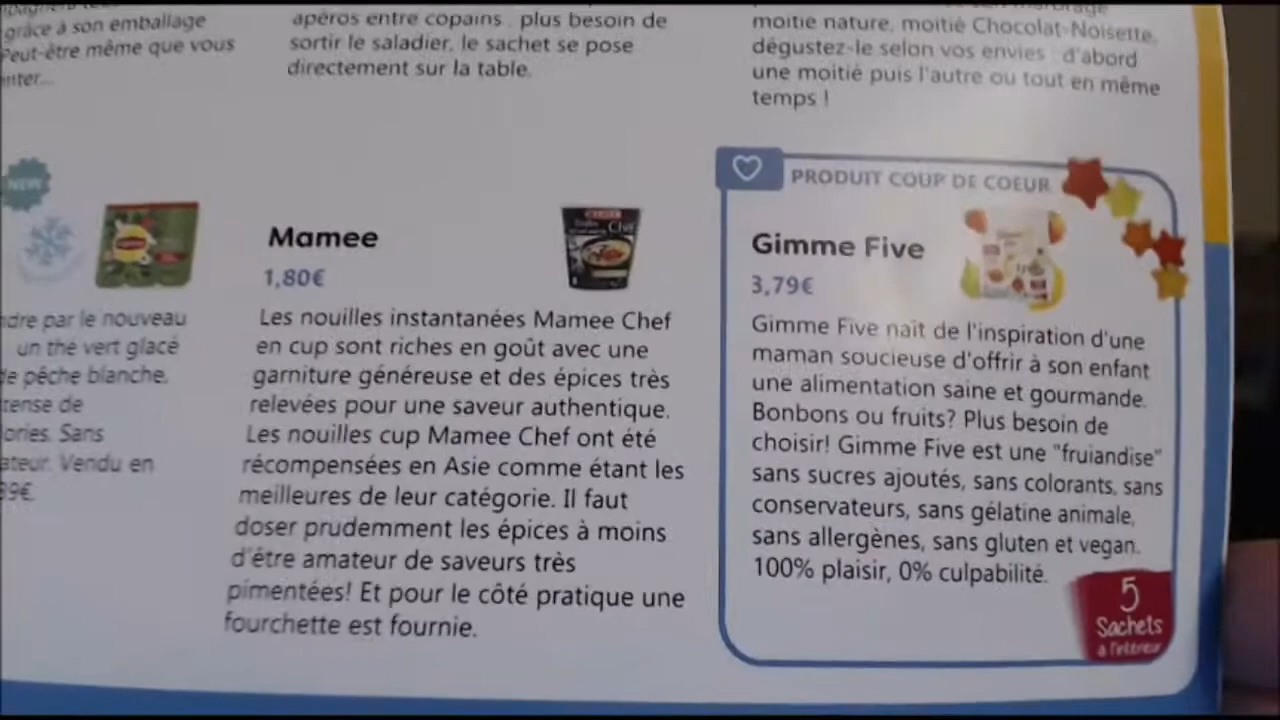 grâce à son emballage
Peut-être même que vous
apéros entre copains : plus besoin de
sortir le saladier, le sachet se pose
directement sur la table.
moitié nature, moitié Chocolat-Noisette,
dégustez-le selon vos envies : d'abord
une moitié puis l'autre ou tout en même
temps !
NEW
par le nouveau
un thé vert glacé
pêche blanche,
de
Sans
Vendu en
Mamee
1,80€
Les nouilles instantanées Mamee Chef
en cup sont riches en goût avec une
garniture généreuse et des épices très
relevées pour une saveur authentique.
Les nouilles cup Mamee Chef ont été
récompensées en Asie comme étant les
meilleures de leur catégorie. Il faut
doser prudemment les épices à moins
d'être amateur de saveurs très
pimentées! Et pour le côté pratique une
fourchette est fournie.
PRODUIT COUP DE COEUR
Gimme Five
3,79€
Gimme Five naît de l'inspiration d'une
maman soucieuse d'offrir à son enfant
une alimentation saine et gourmande.
Bonbons ou fruits? Plus besoin de
choisir! Gimme Five est une "fruiandise"
sans sucres ajoutés, sans colorants, sans
conservateurs, sans gélatine animale,
sans allergènes, sans gluten et vegan.
100% plaisir, 0% culpabilité.
5
Sachets
à l'intérieur